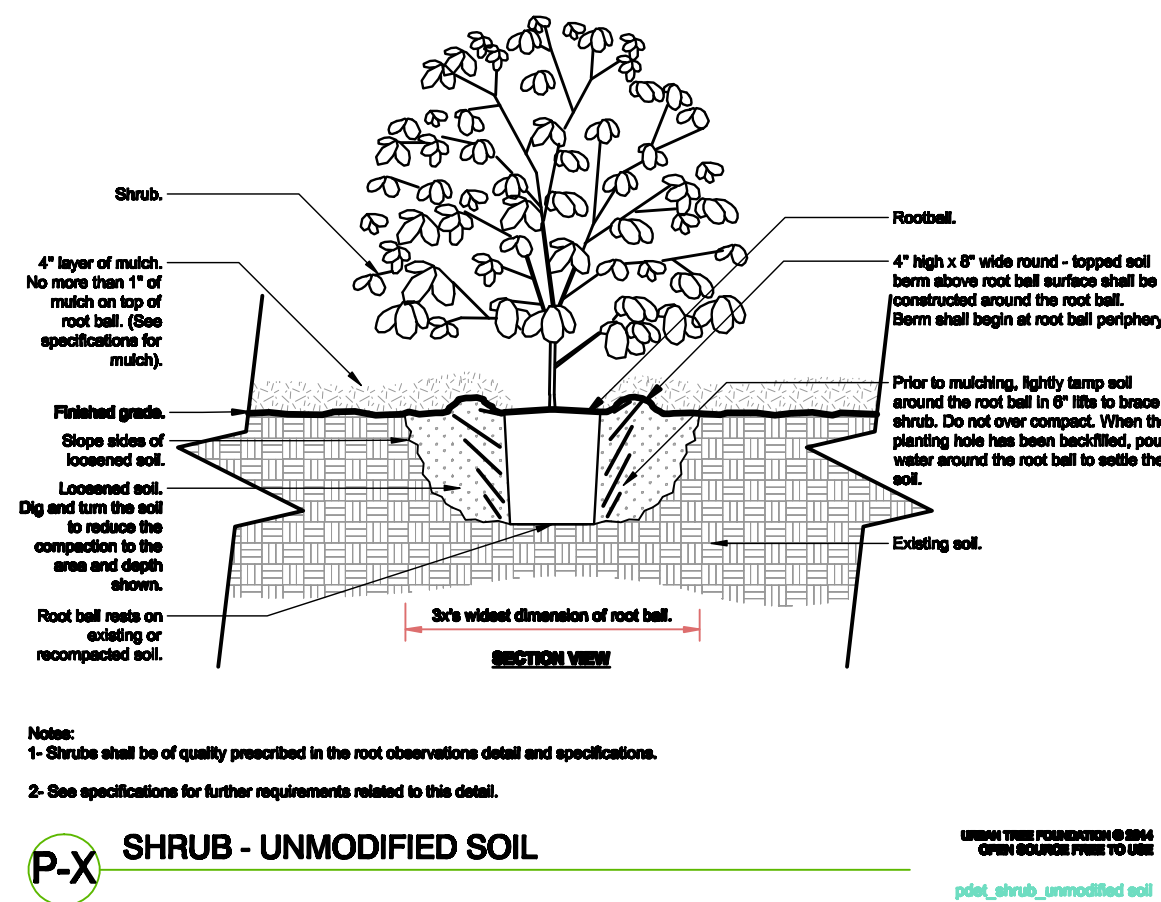 Shrub.
4" layer of mulch.
No more than 1" of
mulch on top of
root ball. (See
specifications for
mulch).
Finished grade.
Slope sides of
loosened soil.
Loosened soil.
Dig and turn the soil
to reduce the
compaction to the
area and depth
shown.
Root ball rests on
existing or
recompacted soil.
Rootball.
4" high x 8" wide round - topped soil
berm above root ball surface shall be
constructed around the root ball.
Berm shall begin at root ball periphery
Prior to mulching, lightly tamp soil
around the root ball in 6" lifts to brace
shrub. Do not over compact. When the
planting hole has been backfilled, pou
water around the root ball to settle the
soil.
Existing soil.
3x's widest dimension of root ball.
SECTION VIEW
Notes:
1- Shrubs shall be of quality prescribed in the root observations detail and specifications.
2- See specifications for further requirements related to this detail.
P-X
SHRUB - UNMODIFIED SOIL
URBAN TREE FOUNDATION © 2014
OPEN SOURCE FREE TO USE
pdet_shrub_unmodified soil